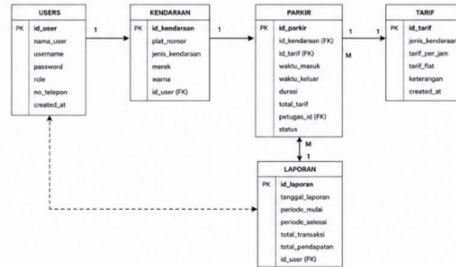 USERS
PK id_user
nama_user
username
password
role
no_telepon
created_at
1
KENDARAAN
PK id_kendaraan
plat_nomor
jenis_kendaraan
merek
warna
id_user (FK)
1
PARKIR
PK id_parkir
id_kendaraan (FK)
id_tarif (FK)
waktu_masuk
waktu_keluar
durasi
total_tarif
petugas_id (FK)
status
1
1
M
TARIF
PK id_tarif
jenis_kendaraan
tarif_per_jam
tarif_flat
keterangan
created_at
M
1
LAPORAN
PK id_laporan
tanggal_laporan
periode_mulai
periode_selesai
total_transaksi
total_pendapatan
id_user (FK)